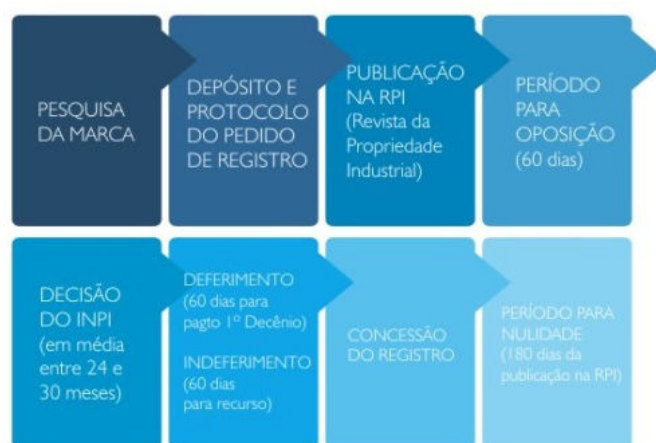 PESQUISA
DA MARCA
DEPÓSITO E
PROTOCOLO
DO PEDIDO
DE REGISTRO
PUBLICAÇÃO
NA RPI
(Revista da
Propriedade
Industrial)
PERÍODO
PARA
OPOSIÇÃO
(60 dias)
DECISÃO
DO INPI
(em média
entre 24 e
30 meses)
DEFERIMENTO
(60 dias para
pagto 1º Decênio)
INDEFERIMENTO
(60 dias
para recurso)
CONCESSÃO
DO REGISTRO
PERÍODO PARA
NULIDADE
(180 dias da
publicação na RPI)